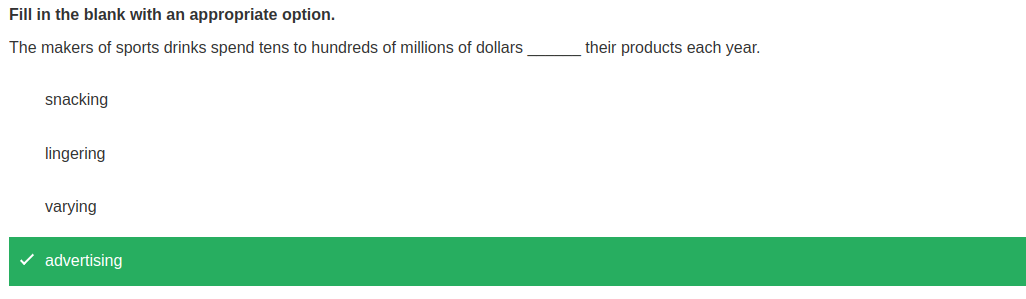 Fill in the blank with an appropriate option.
The makers of sports drinks spend tens to hundreds of millions of dollars ______ their products each year.
snacking
lingering
varying
advertising